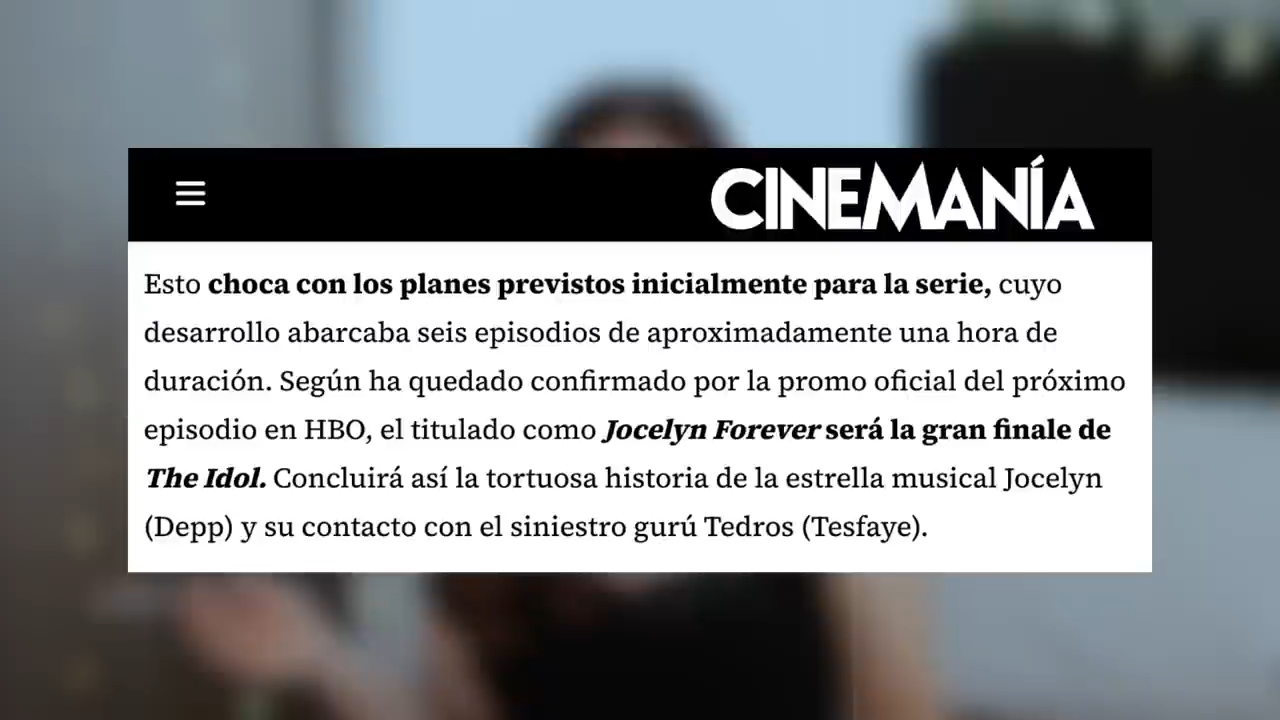 CINEMANÍA
Esto choca con los planes previstos inicialmente para la serie, cuyo
desarrollo abarcaba seis episodios de aproximadamente una hora de
duración. Según ha quedado confirmado por la promo oficial del próximo
episodio en HBO, el titulado como Jocelyn Forever será la gran finale de
The Idol. Concluirá así la tortuosa historia de la estrella musical Jocelyn
(Depp) y su contacto con el siniestro gurú Tedros (Tesfaye).